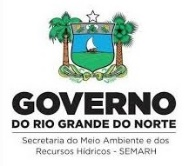 GOVERNO
DO RIO GRANDE DO NORTE
Secretaria do Meio Ambiente e dos
Recursos Hídricos - SEMARH